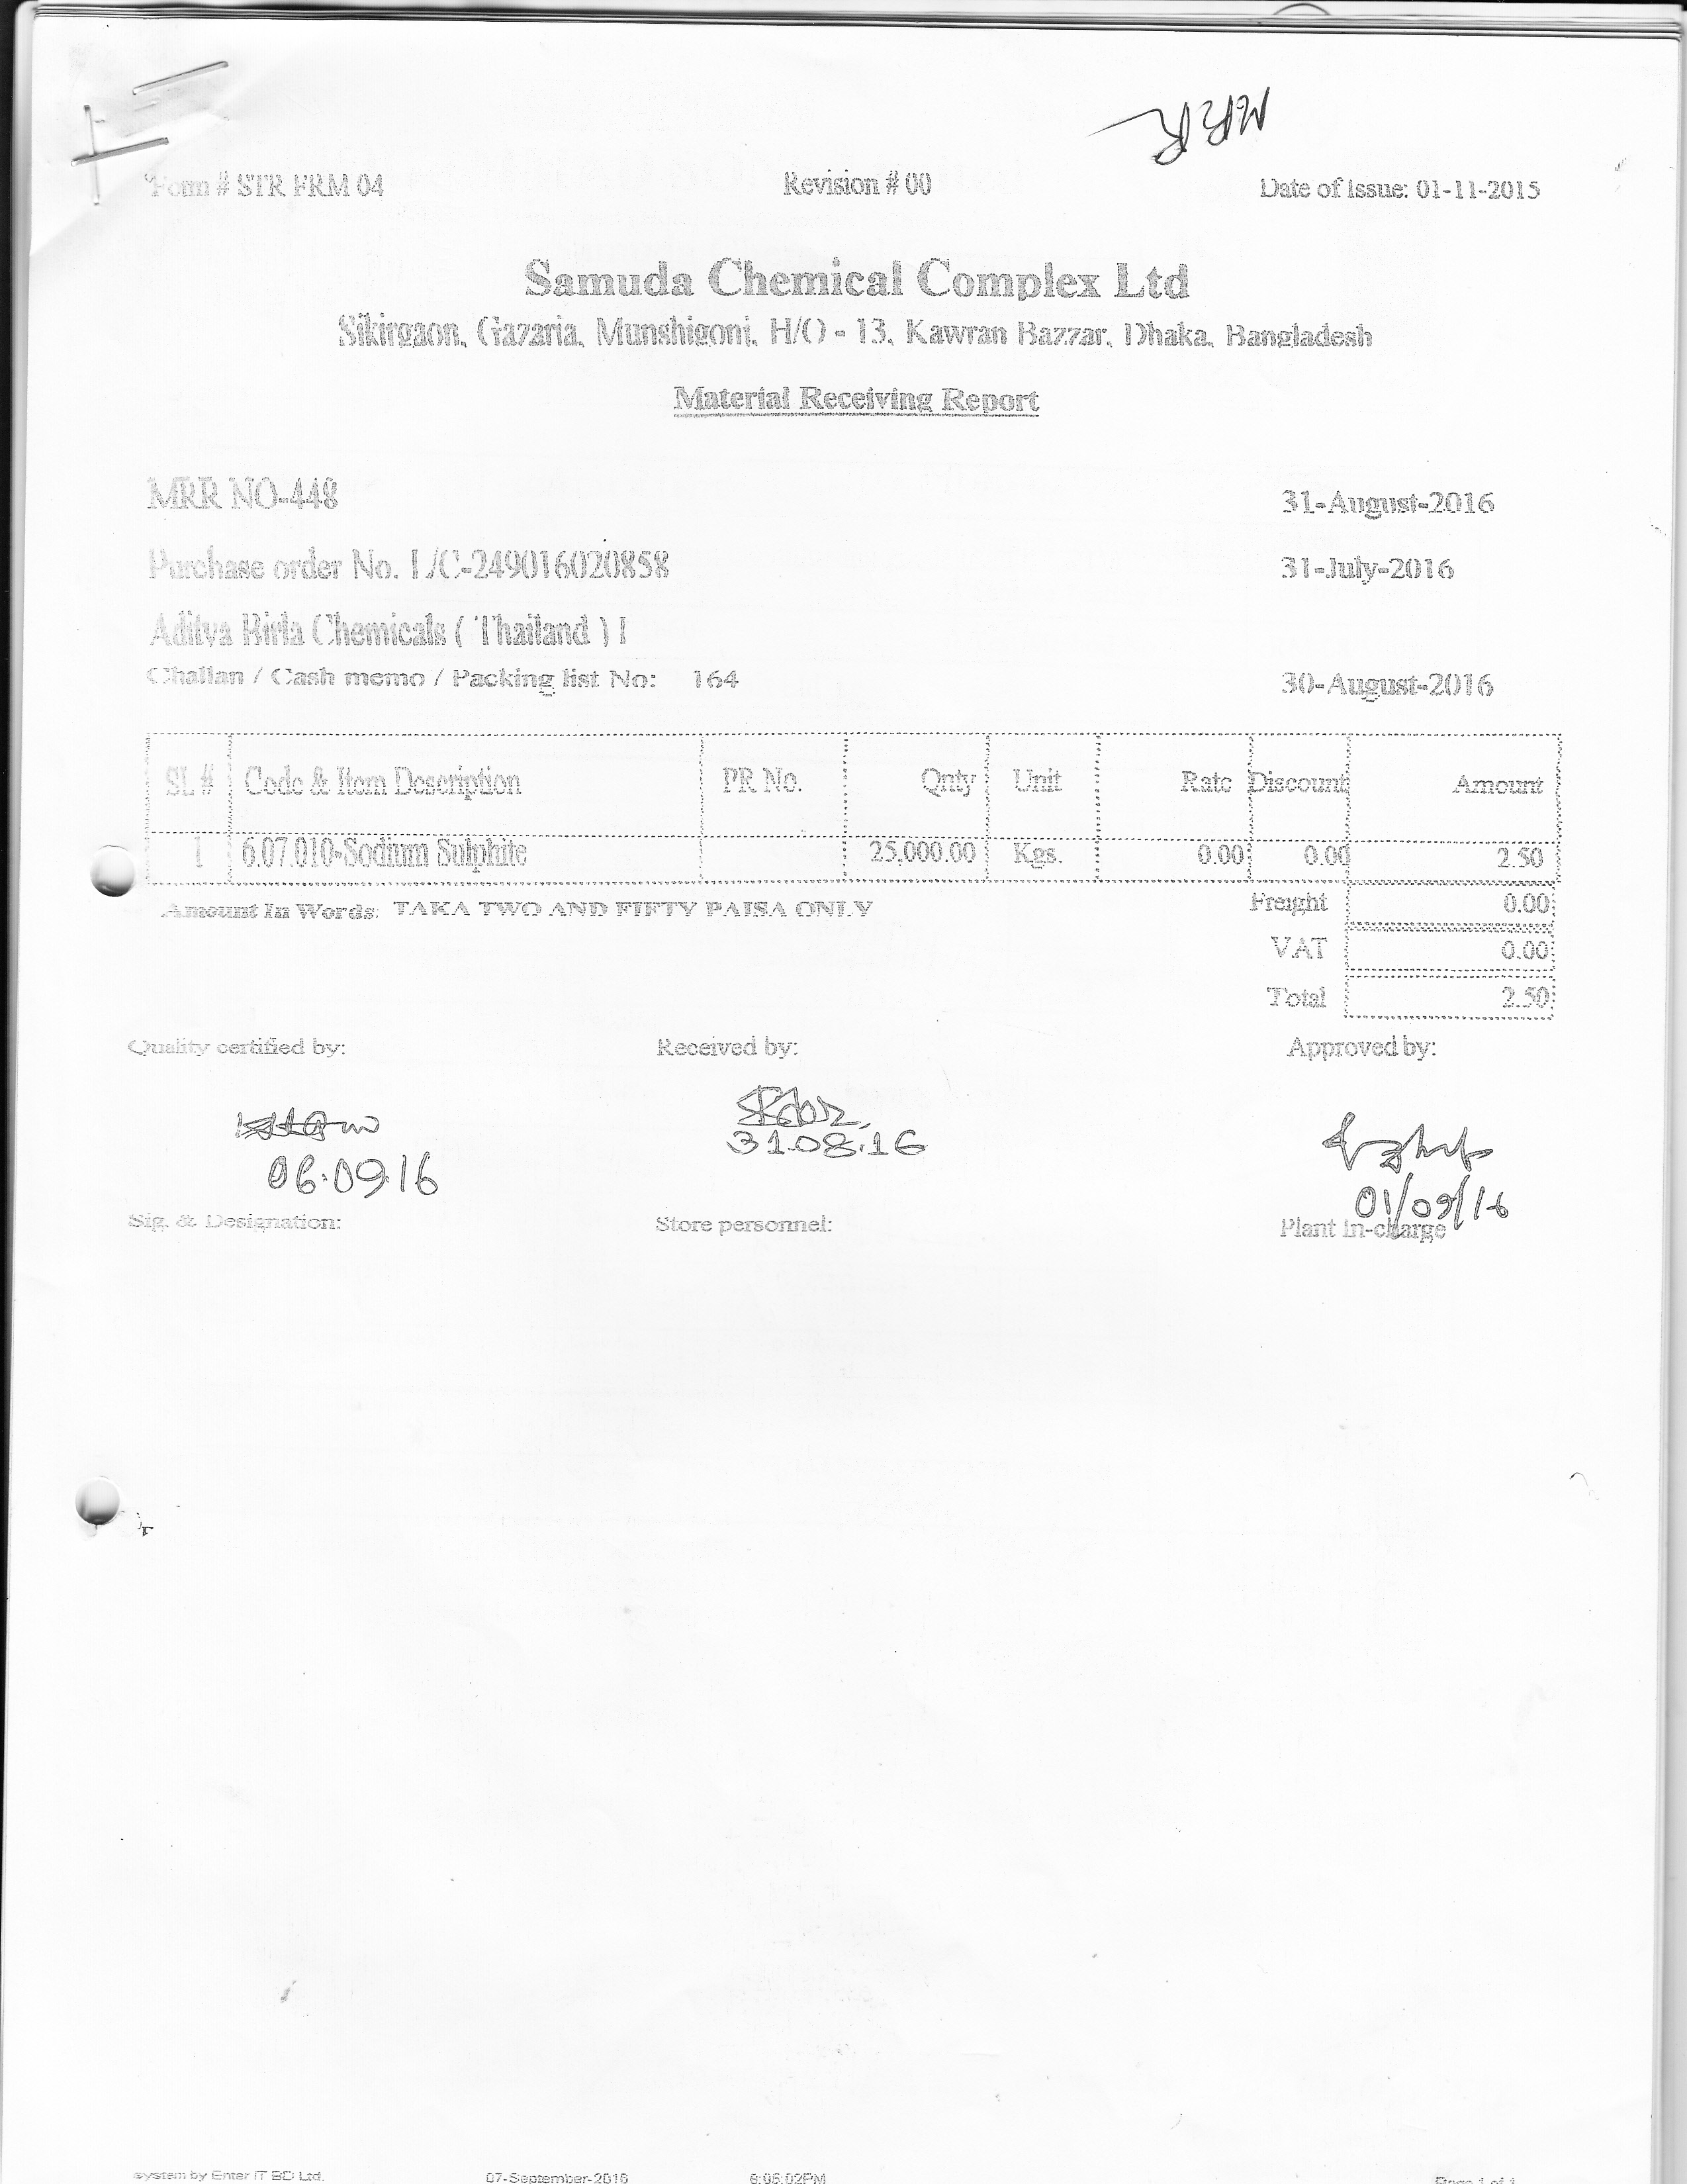 MRR
Form # STR FRM 04 Revision # 00 Date of Issue: 01-11-2015
Samuda Chemical Complex Ltd
Sikirgaon, Gazaria, Munshigonj, H/O - 13, Kawran Bazzar, Dhaka, Bangladesh
Material Receiving Report
MRR NO-448 31-August-2016
Purchase order No. L/C-249016020858 31-July-2016
Aditya Birla Chemicals ( Thailand ) L
Challan / Cash memo / Packing list No: 164 30-August-2016
SL # Code & Item Description PR No. Qnty Unit Rate Discount Amount
1 6.07.010-Sodium Sulphite 25,000.00 Kgs. 0.00 0.00 2.50
Amount In Words: TAKA TWO AND FIFTY PAISA ONLY Freight 0.00
VAT 0.00
Total 2.50
Quality certified by: Received by: Approved by:
06.09.16 31.08.16 01/09/16
Sig. & Designation: Store personnel: Plant In-charge
system by Enter IT BD Ltd. 07-September-2016 6:06:02PM Page 1 of 1